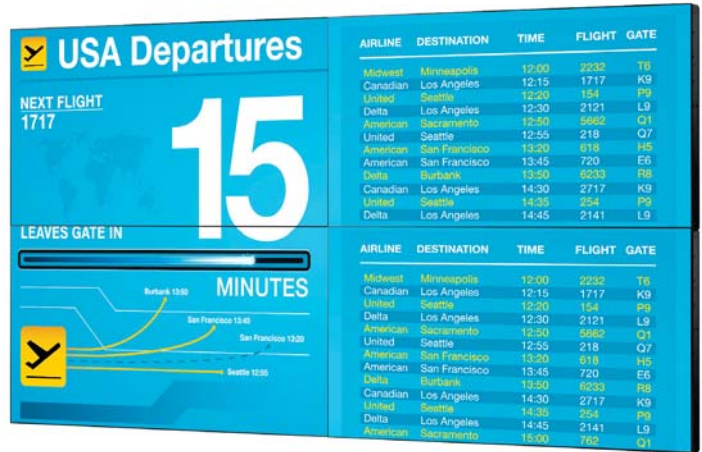 USA Departures
NEXT FLIGHT
1717
15
LEAVES GATE IN
MINUTES
Burbank 13:50
San Francisco 13:45
San Francisco 13:20
Seattle 12:55
AIRLINE DESTINATION TIME FLIGHT GATE
Midwest Minneapolis 12:00 2232 T6
Canadian Los Angeles 12:15 1717 K9
United Seattle 12:20 154 P9
Delta Los Angeles 12:30 2121 L9
American Sacramento 12:50 5662 Q1
United Seattle 12:55 218 Q7
American San Francisco 13:20 618 H5
American San Francisco 13:45 720 E6
Delta Burbank 13:50 6233 R8
Canadian Los Angeles 14:30 2717 K9
United Seattle 14:35 254 P9
Delta Los Angeles 14:45 2141 L9
AIRLINE DESTINATION TIME FLIGHT GATE
Midwest Minneapolis 12:00 2232 T6
Canadian Los Angeles 12:15 1717 K9
United Seattle 12:20 154 P9
Delta Los Angeles 12:30 2121 L9
American Sacramento 12:50 5662 Q1
United Seattle 12:55 218 Q7
American San Francisco 13:20 618 H5
American San Francisco 13:45 720 E6
Delta Burbank 13:50 6233 R8
Canadian Los Angeles 14:30 2717 K9
United Seattle 14:35 254 P9
Delta Los Angeles 14:45 2141 L9
American Sacramento 15:00 762 Q1